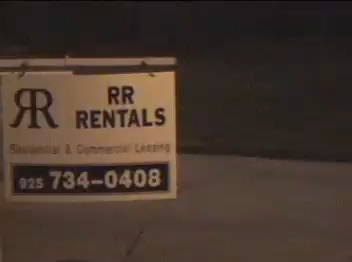 RR
RR
RENTALS
Residential & Commercial Leasing
925 734-0408